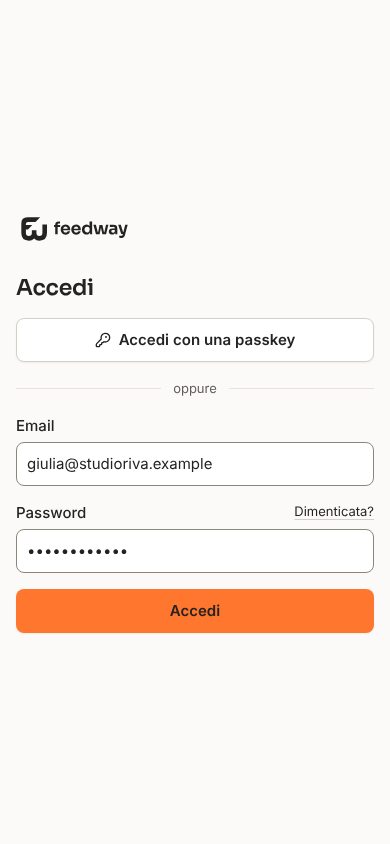 feedway
Accedi
Accedi con una passkey
oppure
Email
giulia@studioriva.example
Password Dimenticata?
••••••••••••
Accedi